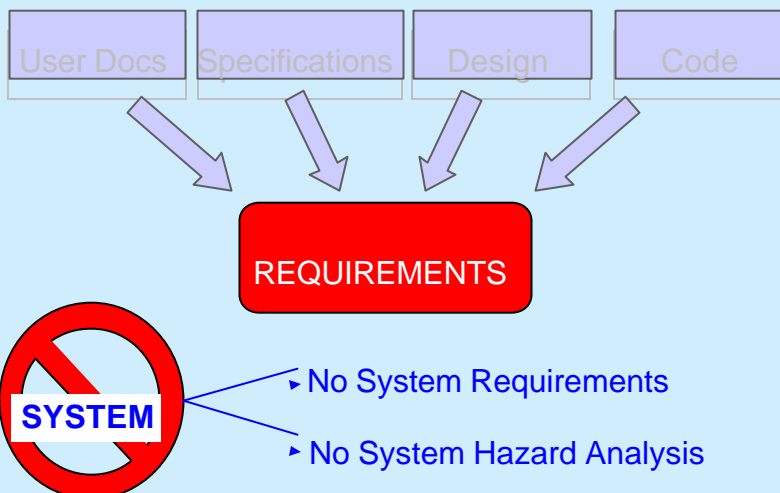 User Docs
Specifications
Design
Code
REQUIREMENTS
SYSTEM
No System Requirements
No System Hazard Analysis